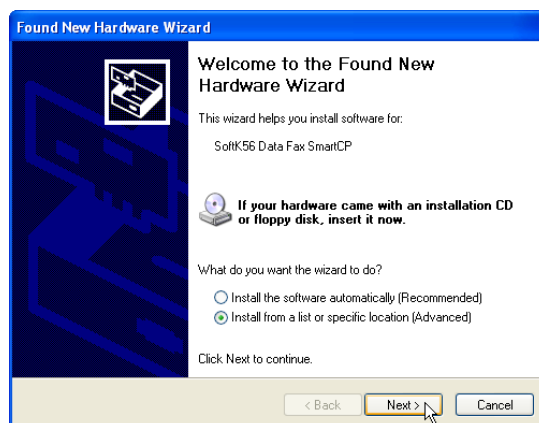 Found New Hardware Wizard
Welcome to the Found New
Hardware Wizard
This wizard helps you install software for:
SoftK56 Data Fax SmartCP
If your hardware came with an installation CD
or floppy disk, insert it now.
What do you want the wizard to do?
Install the software automatically (Recommended)
Install from a list or specific location (Advanced)
Click Next to continue.
< Back Next > Cancel